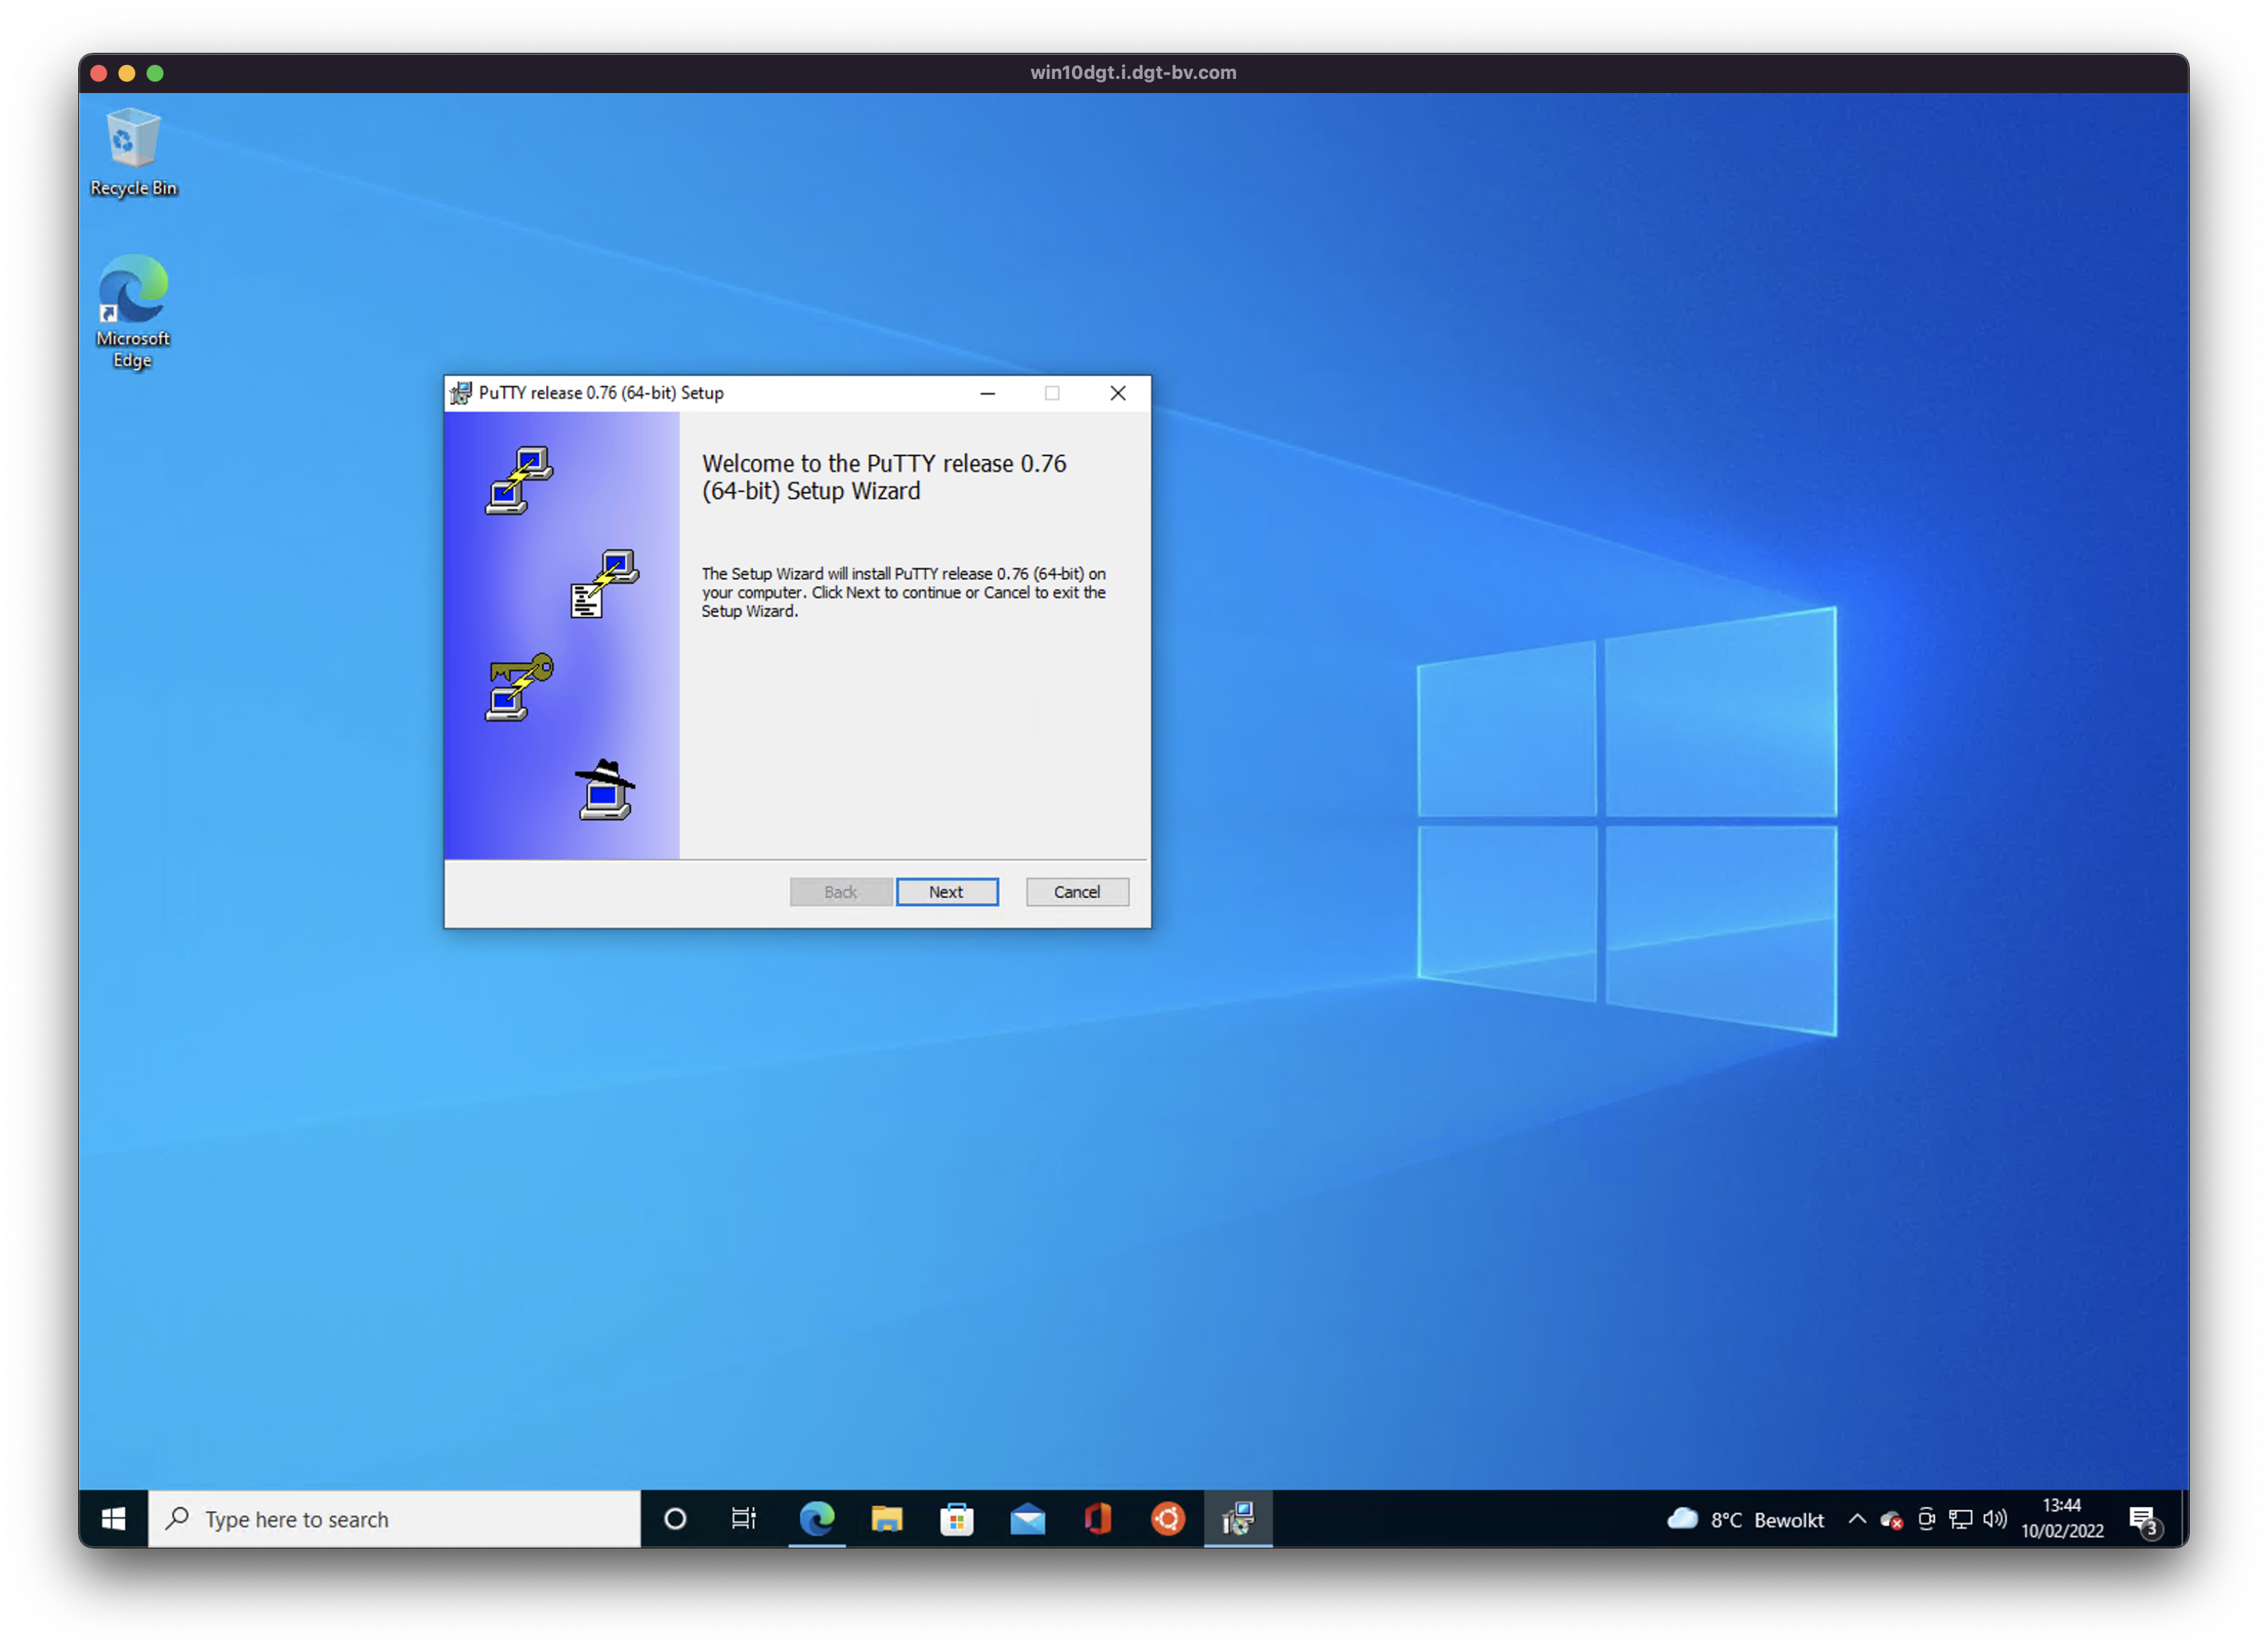 win10dgt.i.dgt-bv.com
Recycle Bin
Microsoft
Edge
PuTTY release 0.76 (64-bit) Setup
Welcome to the PuTTY release 0.76
(64-bit) Setup Wizard
The Setup Wizard will install PuTTY release 0.76 (64-bit) on
your computer. Click Next to continue or Cancel to exit the
Setup Wizard.
Back
Next
Cancel
Type here to search
8°C Bewolkt
13:44
10/02/2022
3